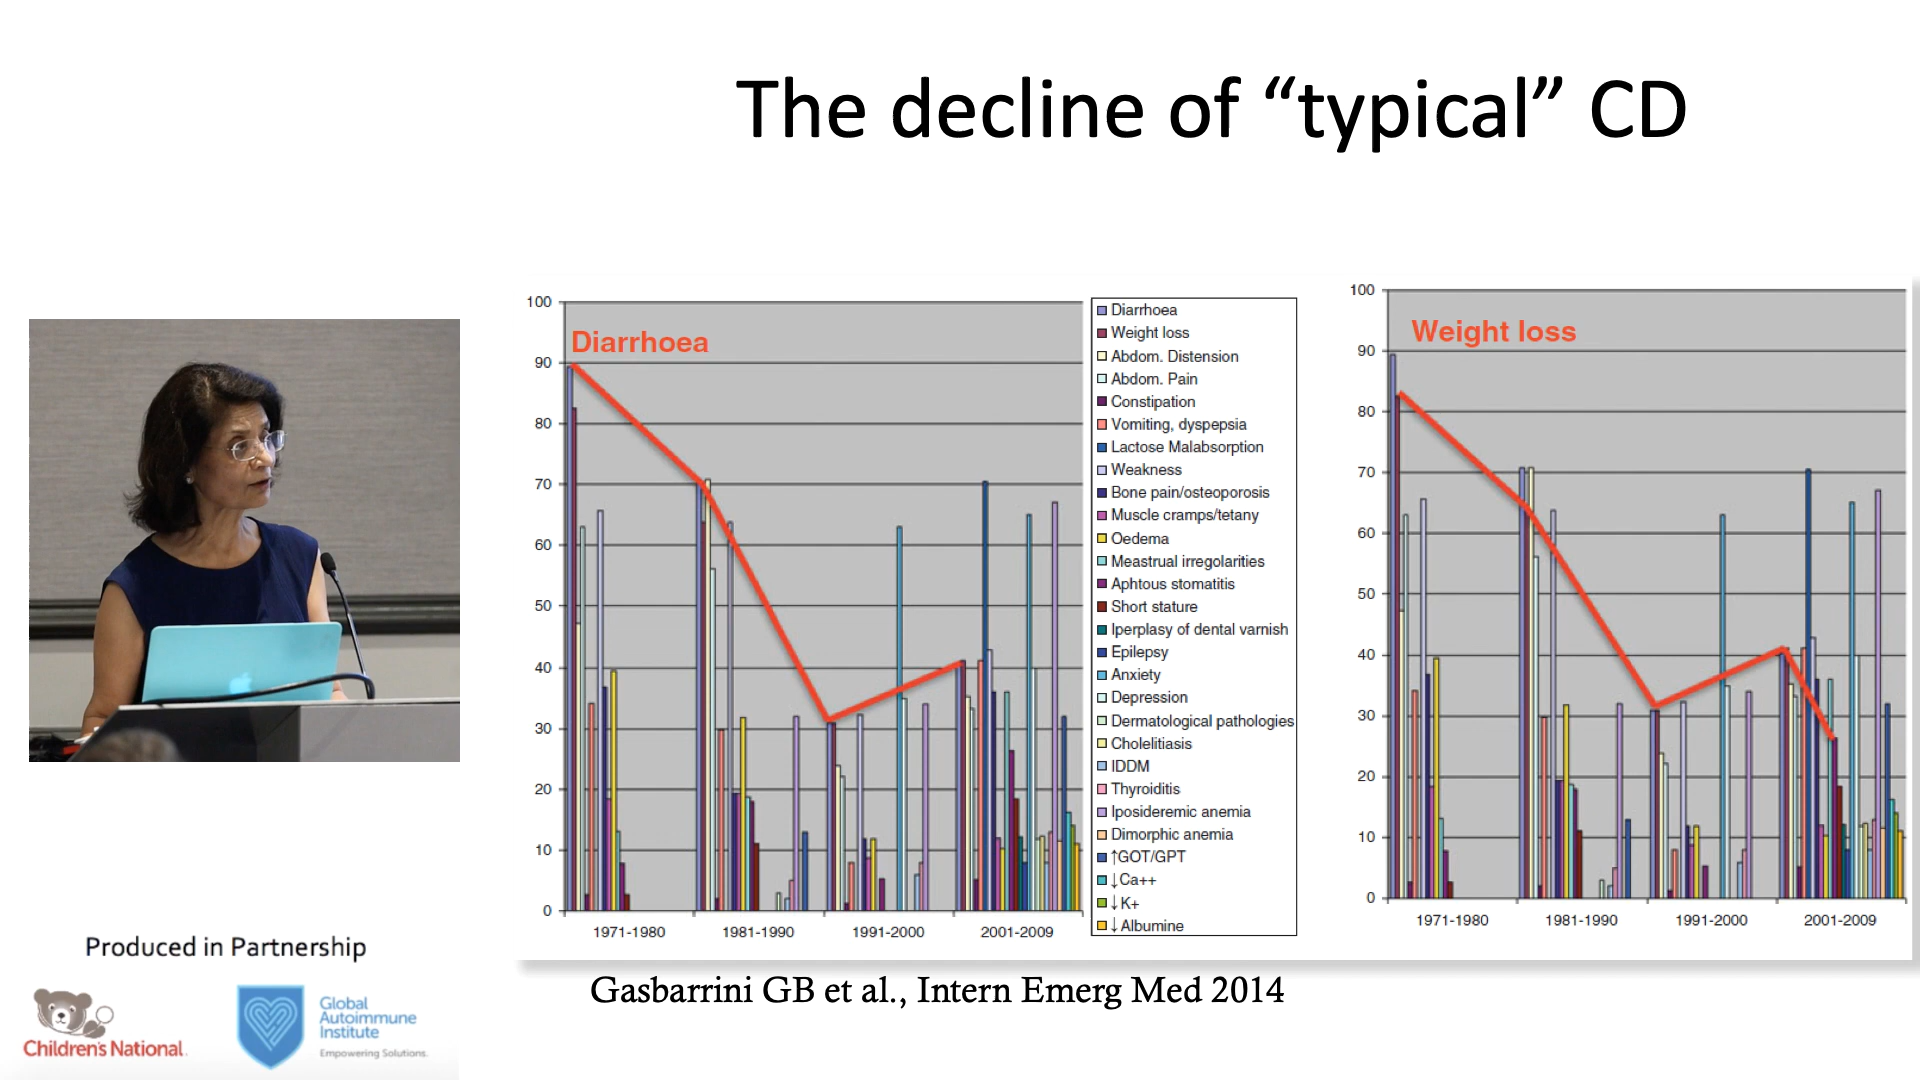 The decline of “typical” CD
100
90
80
70
60
50
40
30
20
10
0
Diarrhoea
1971-1980
1981-1990
1991-2000
2001-2009
Diarrhoea
Weight loss
Abdom. Distension
Abdom. Pain
Constipation
Vomiting, dyspepsia
Lactose Malabsorption
Weakness
Bone pain/osteoporosis
Muscle cramps/tetany
Oedema
Meastrual irregolarities
Aphtous stomatitis
Short stature
Iperplasy of dental varnish
Epilepsy
Anxiety
Depression
Dermatological pathologies
Cholelitiasis
IDDM
Thyroiditis
Iposideremic anemia
Dimorphic anemia
↑GOT/GPT
↓Ca++
↓K+
↓Albumine
100
90
80
70
60
50
40
30
20
10
0
Weight loss
1971-1980
1981-1990
1991-2000
2001-2009
Gasbarrini GB et al., Intern Emerg Med 2014
Produced in Partnership
Children's National
Global
Autoimmune
Institute
Empowering Solutions.